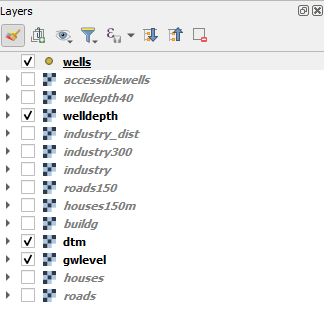 Layers
wells
accessiblewells
welldepth40
welldepth
industry_dist
industry300
industry
roads150
houses150m
buildg
dtm
gwlevel
houses
roads